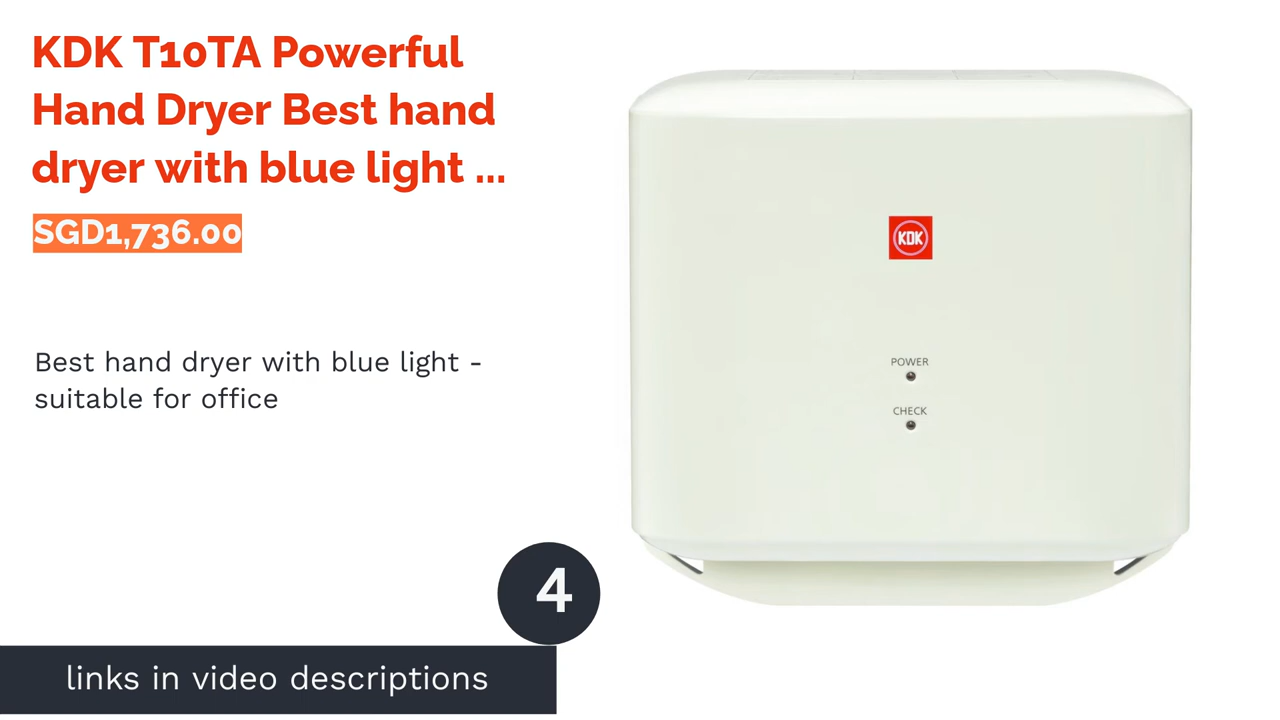 KDK T10TA Powerful
Hand Dryer Best hand
dryer with blue light ...
SGD1,736.00
Best hand dryer with blue light -
suitable for office
KDK
POWER
CHECK
4
links in video descriptions